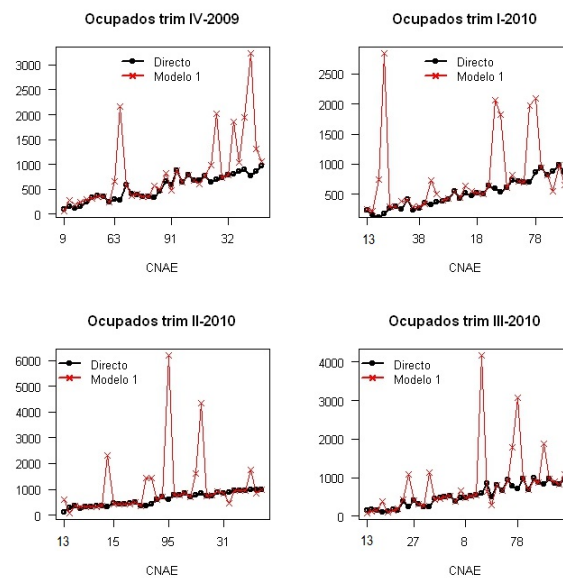 Ocupados trim IV-2009
Directo
Modelo 1
3000
2500
2000
1500
1000
500
0
9 63 91 32
CNAE
Ocupados trim I-2010
Directo
Modelo 1
2500
2000
1500
1000
500
13 38 18 78
CNAE
Ocupados trim II-2010
Directo
Modelo 1
6000
5000
4000
3000
2000
1000
0
13 15 95 31
CNAE
Ocupados trim III-2010
Directo
Modelo 1
4000
3000
2000
1000
0
13 27 8 78
CNAE